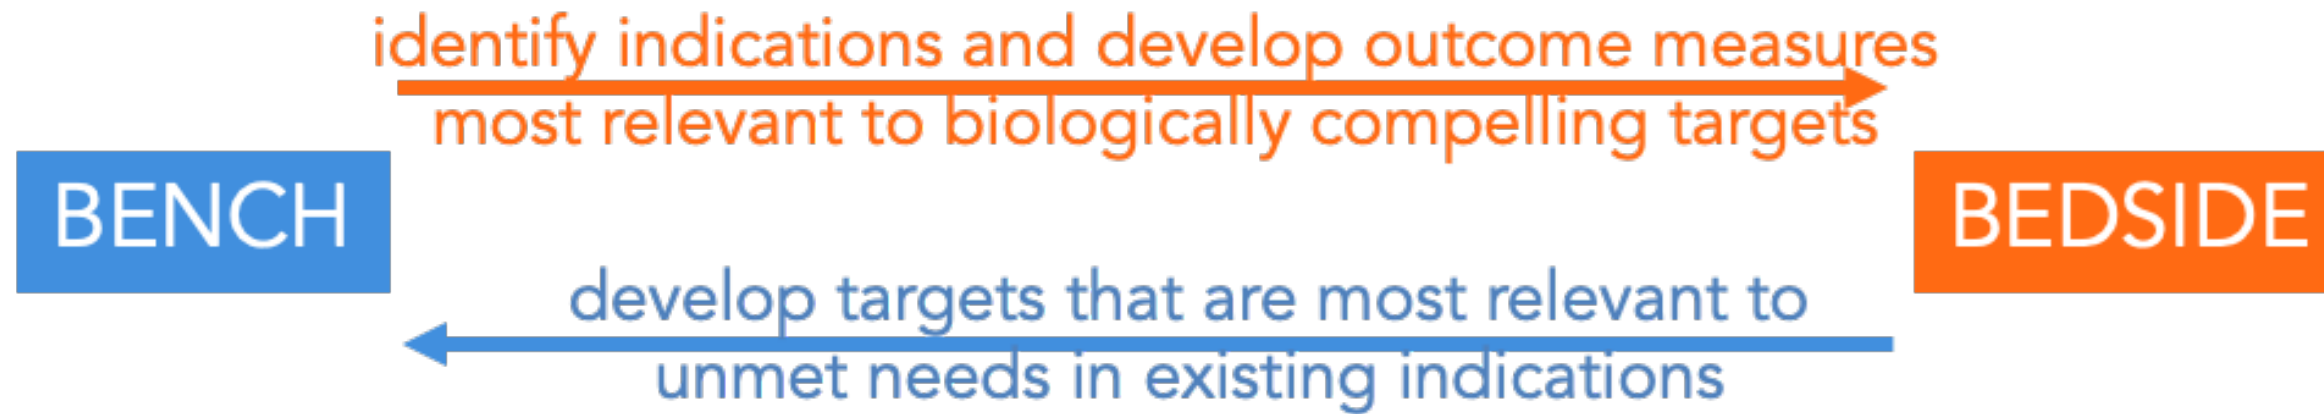 identify indications and develop outcome measures
most relevant to biologically compelling targets
BENCH
BEDSIDE
develop targets that are most relevant to
unmet needs in existing indications